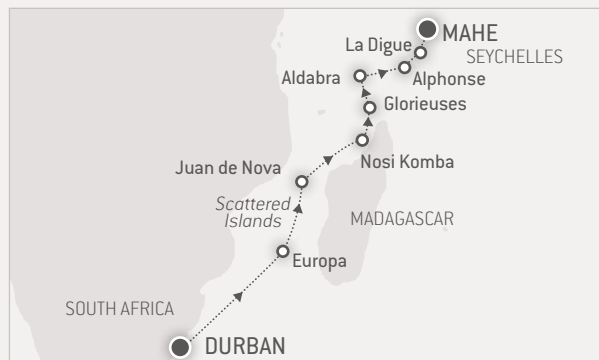 MAHE
La Digue
SEYCHELLES
Aldabra
Alphonse
Glorieuses
Nosi Komba
Juan de Nova
Scattered
Islands
MADAGASCAR
Europa
SOUTH AFRICA
DURBAN